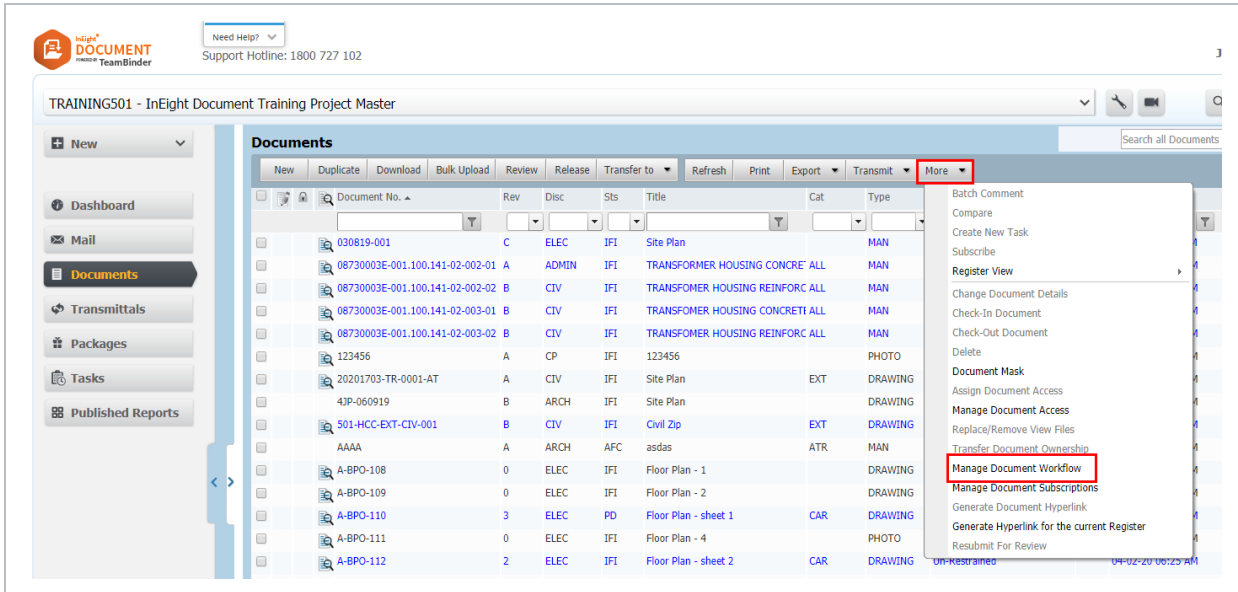 InEight
DOCUMENT
POWERED BY TeamBinder
Need Help?
Support Hotline: 1800 727 102
J
TRAINING501 - InEight Document Training Project Master
New
Dashboard
Mail
Documents
Transmittals
Packages
Tasks
Published Reports
Documents
Search all Documents
New Duplicate Download Bulk Upload Review Release Transfer to Refresh Print Export Transmit More
Document No. Rev Disc Sts Title Cat Type
030819-001 C ELEC IFI Site Plan MAN
08730003E-001.100.141-02-002-01 A ADMIN IFI TRANSFORMER HOUSING CONCRET ALL MAN
08730003E-001.100.141-02-002-02 B CIV IFI TRANSFOMER HOUSING REINFORC ALL MAN
08730003E-001.100.141-02-003-01 B CIV IFI TRANSFOMER HOUSING CONCRETE ALL MAN
08730003E-001.100.141-02-003-02 B CIV IFI TRANSFOMER HOUSING REINFORC ALL MAN
123456 A CP IFI 123456 PHOTO
20201703-TR-0001-AT A CIV IFI Site Plan EXT DRAWING
4JP-060919 B ARCH IFI Site Plan DRAWING
501-HCC-EXT-CIV-001 B CIV IFI Civil Zip EXT DRAWING
AAAA A ARCH AFC asdas ATR MAN
A-BPO-108 0 ELEC IFI Floor Plan - 1 DRAWING
A-BPO-109 0 ELEC IFI Floor Plan - 2 DRAWING
A-BPO-110 3 ELEC PD Floor Plan - sheet 1 CAR DRAWING
A-BPO-111 0 ELEC IFI Floor Plan - 4 PHOTO
A-BPO-112 2 ELEC IFI Floor Plan - sheet 2 CAR DRAWING Un-Restrained 04-02-20 06:25 AM
Batch Comment
Compare
Create New Task
Subscribe
Register View
Change Document Details
Check-In Document
Check-Out Document
Delete
Document Mask
Assign Document Access
Manage Document Access
Replace/Remove View Files
Transfer Document Ownership
Manage Document Workflow
Manage Document Subscriptions
Generate Document Hyperlink
Generate Hyperlink for the current Register
Resubmit For Review